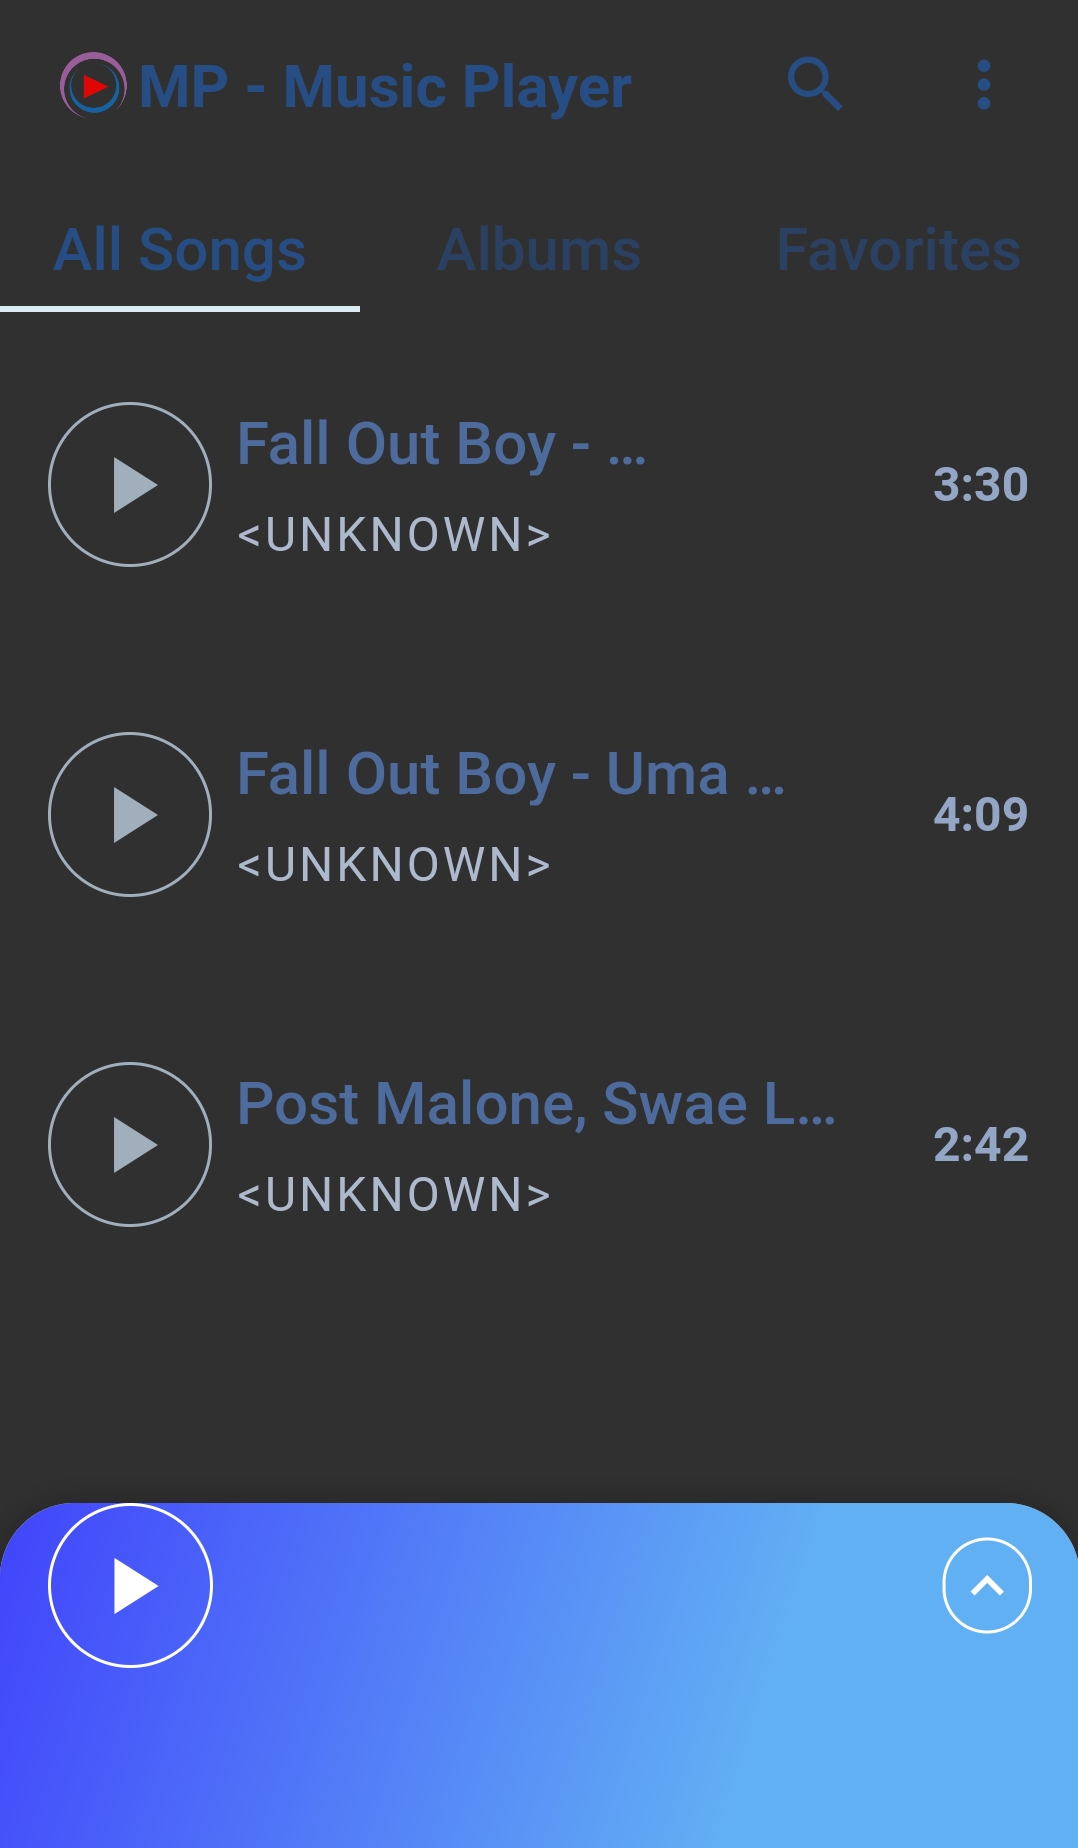 MP - Music Player
All Songs
Albums
Favorites
Fall Out Boy - ...
<UNKNOWN>
3:30
Fall Out Boy - Uma ...
<UNKNOWN>
4:09
Post Malone, Swae L...
<UNKNOWN>
2:42